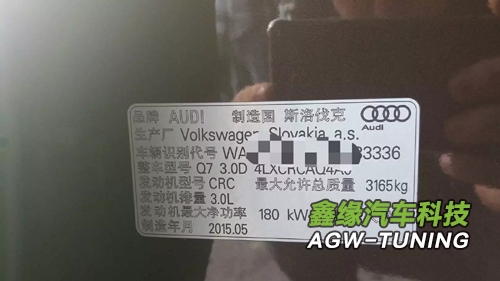 品牌 AUDI 制造国 斯洛伐克
Audi
生产厂 Volkswagen Slovakia,a.s.
车辆识别代号 WA 3336
整车型号 Q7 3.0D
发动机型号 CRC 最大允许总质量 3165kg
发动机排量 3.0L
发动机最大净功率 180 kW
制造年月 2015.05
鑫缘汽车科技
AGW-TUNING